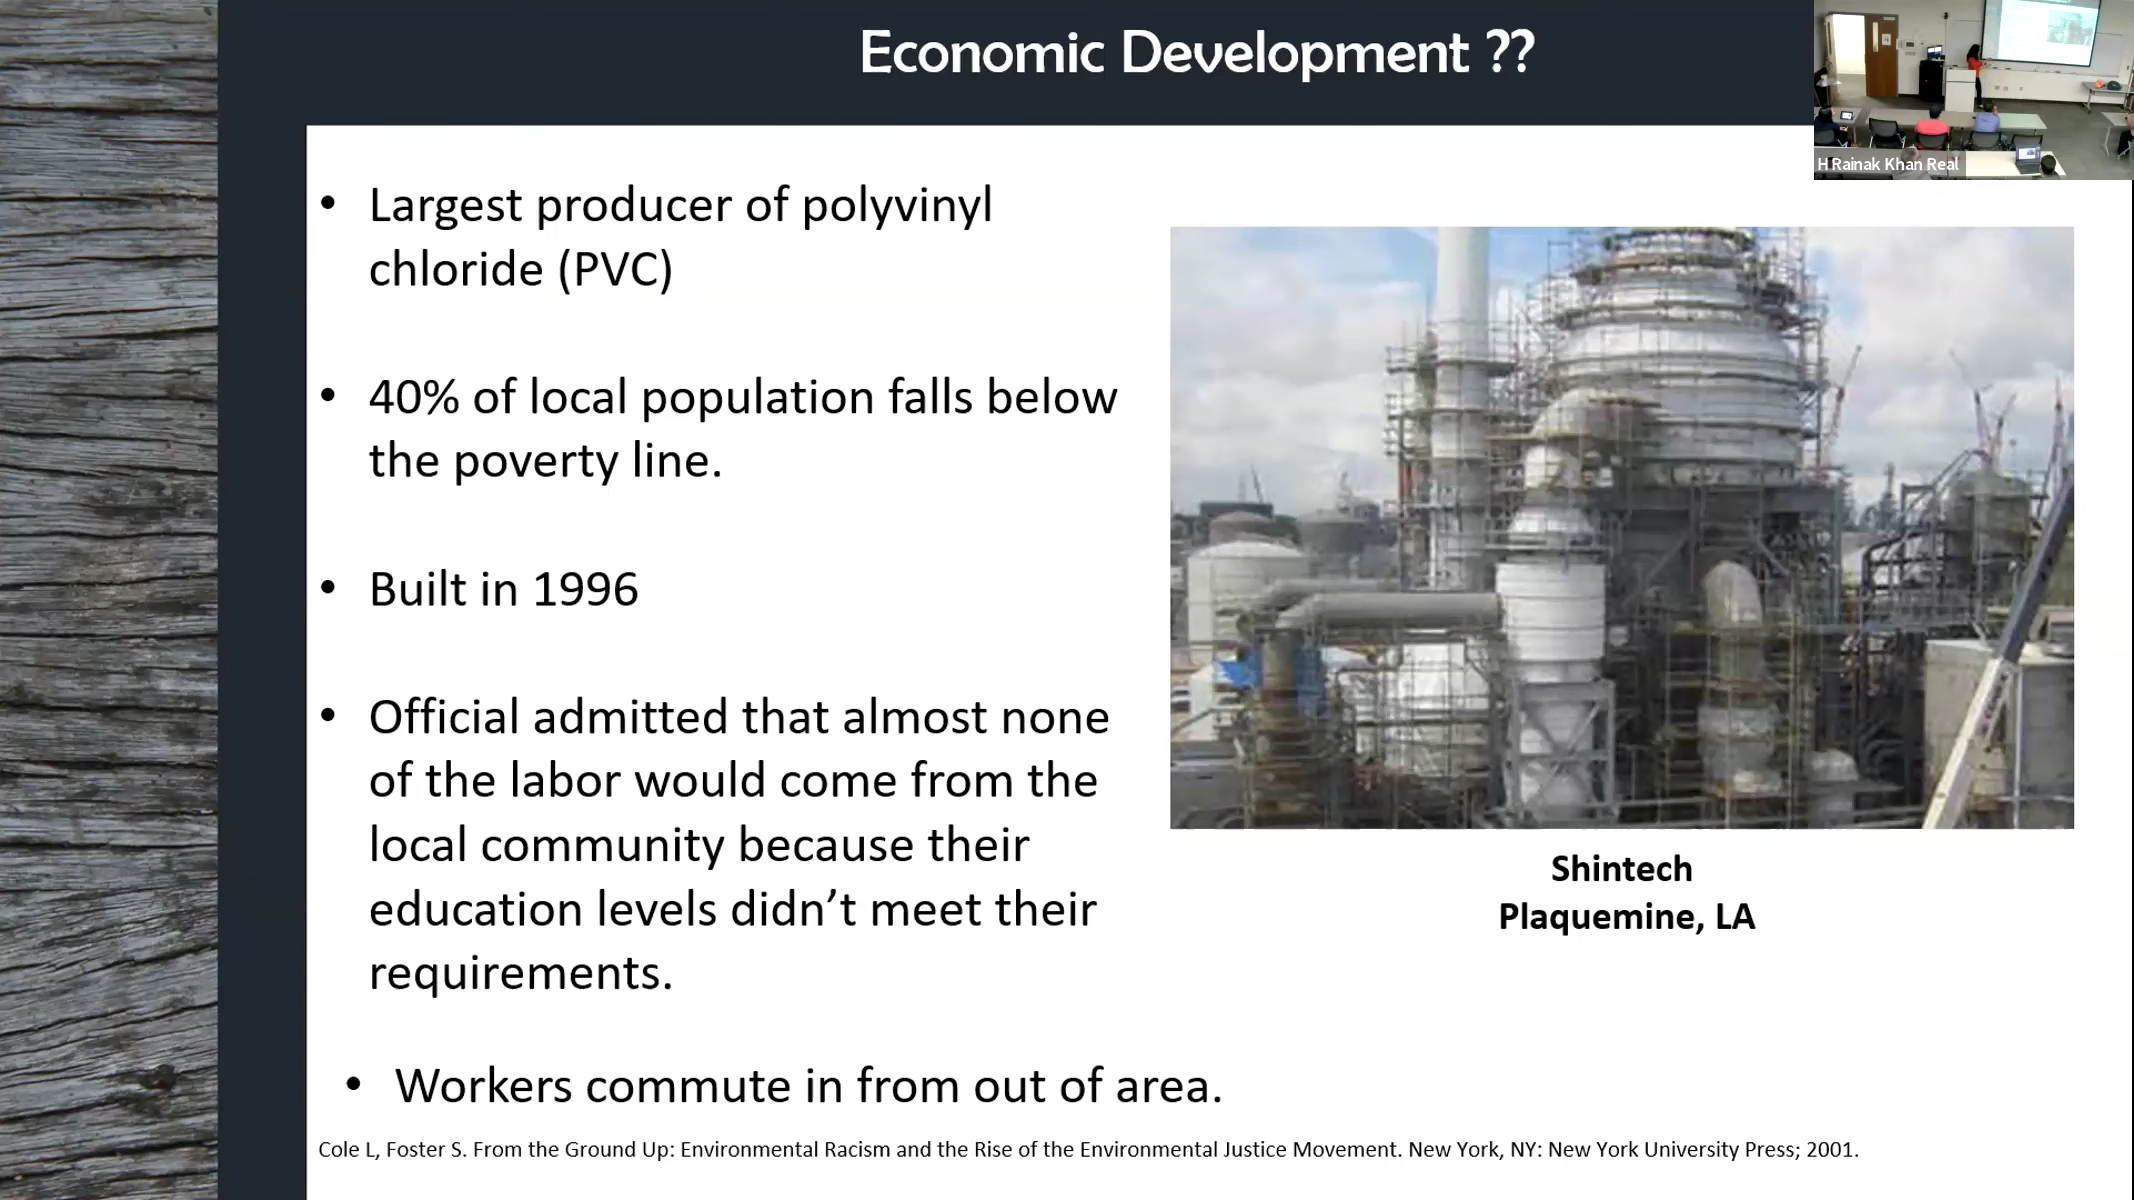 Economic Development ??
H Rainak Khan Real
• Largest producer of polyvinyl
chloride (PVC)
• 40% of local population falls below
the poverty line.
• Built in 1996
• Official admitted that almost none
of the labor would come from the
local community because their
education levels didn’t meet their
requirements.
• Workers commute in from out of area.
Shintech
Plaquemine, LA
Cole L, Foster S. From the Ground Up: Environmental Racism and the Rise of the Environmental Justice Movement. New York, NY: New York University Press; 2001.